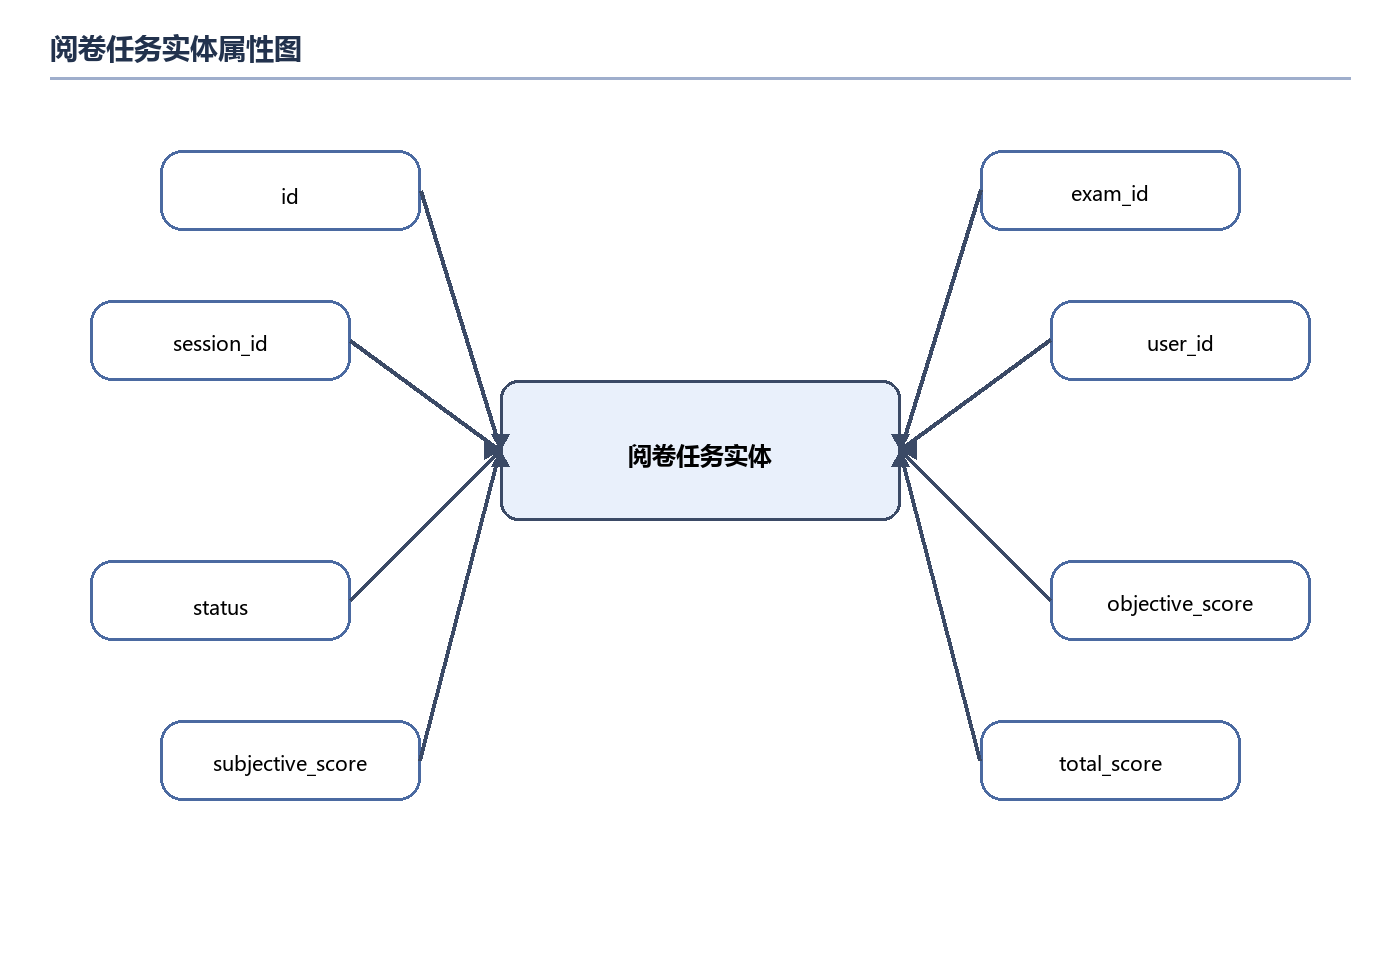 阅卷任务实体属性图
id
exam_id
session_id
user_id
阅卷任务实体
status
objective_score
subjective_score
total_score